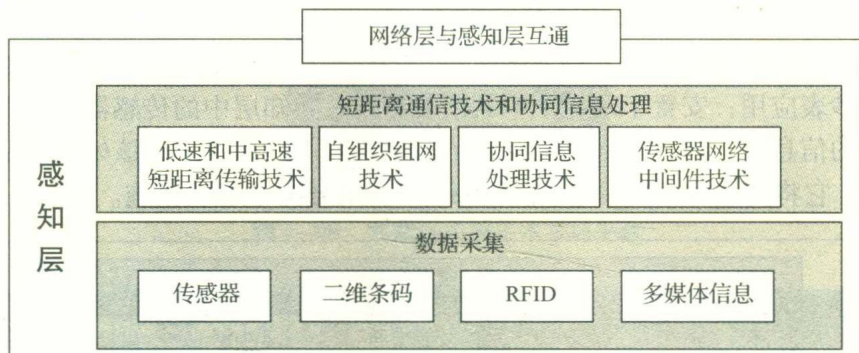 网络层与感知层互通
感知层
短距离通信技术和协同信息处理
低速和中高速
短距离传输技术
自组织组网
技术
协同信息
处理技术
传感器网络
中间件技术
数据采集
传感器
二维条码
RFID
多媒体信息